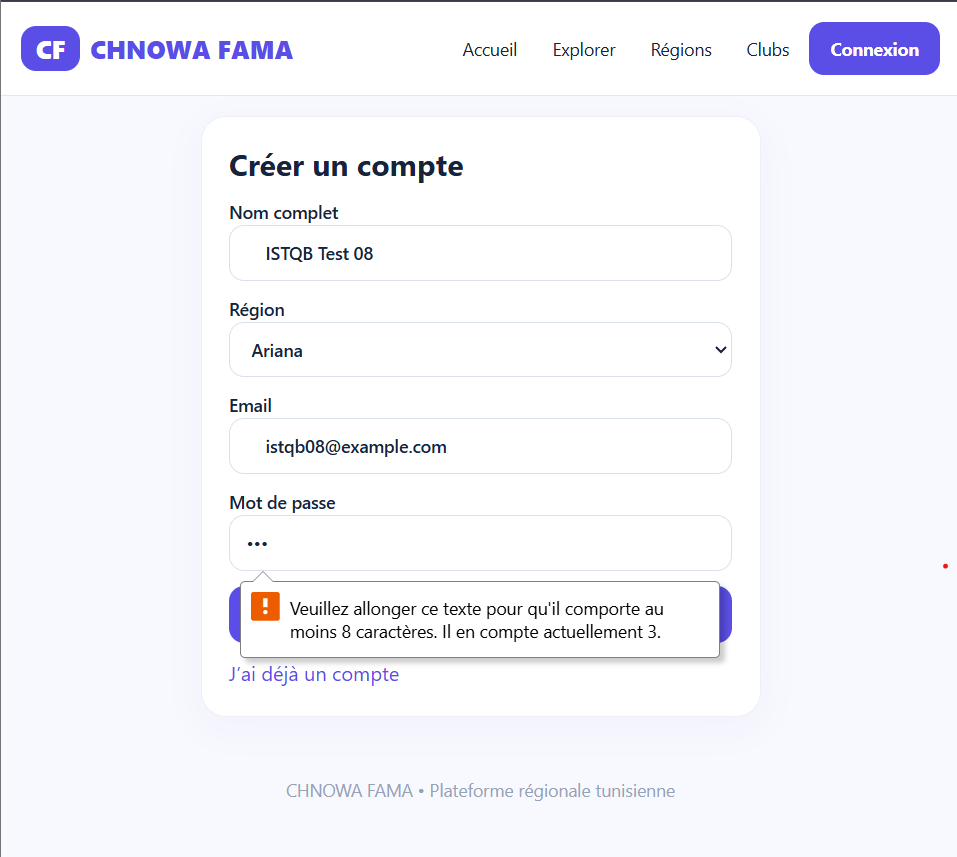 CF CHNOWA FAMA Accueil Explorer Régions Clubs Connexion
Créer un compte
Nom complet
ISTQB Test 08
Région
Ariana
Email
istqb08@example.com
Mot de passe
•••
! Veuillez allonger ce texte pour qu'il comporte au
moins 8 caractères. Il en compte actuellement 3.
J’ai déjà un compte
CHNOWA FAMA • Plateforme régionale tunisienne